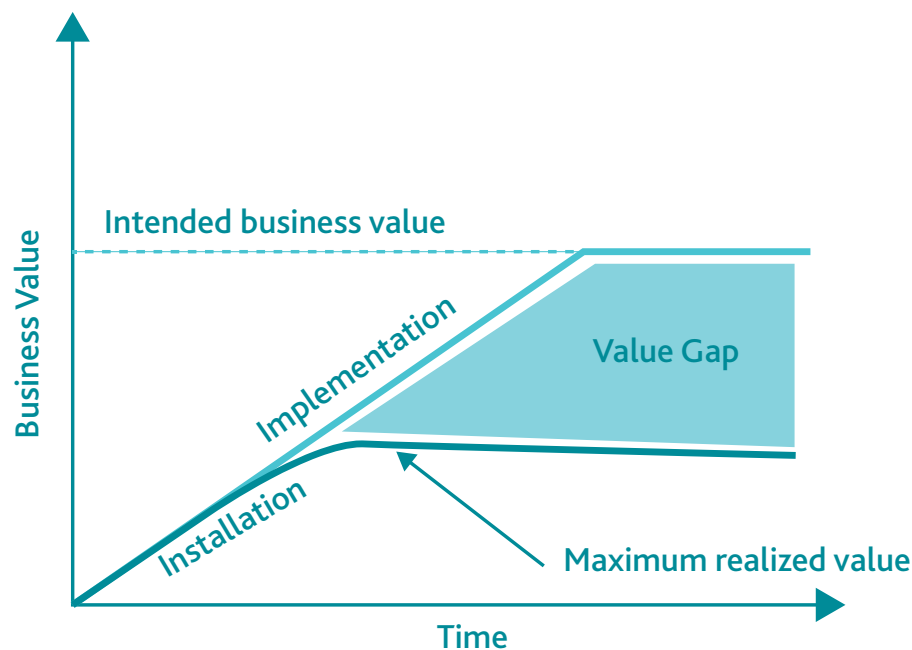 Intended business value
Business Value
Implementation
Value Gap
Installation
Maximum realized value
Time